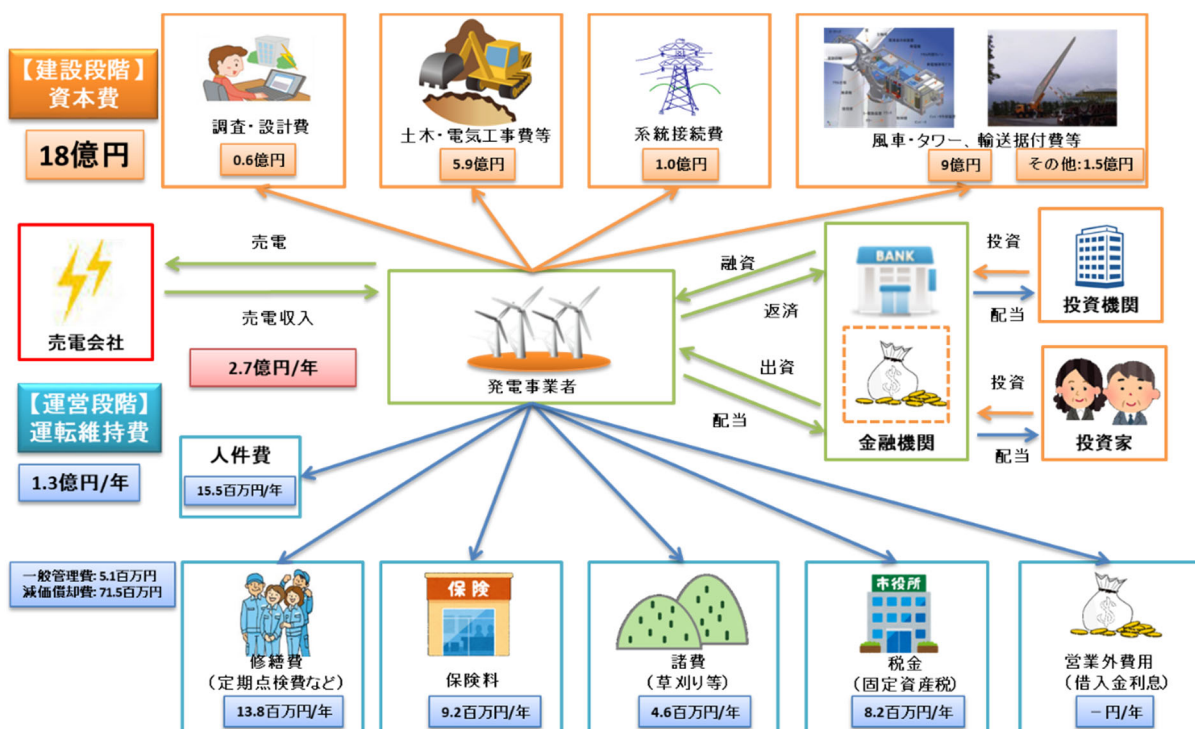 【建設段階】
資本費
18億円
調査・設計費
0.6億円
土木・電気工事費等
5.9億円
系統接続費
1.0億円
風車・タワー、輸送据付費等
9億円
その他:1.5億円
売電会社
売電
売電収入
2.7億円/年
発電事業者
融資
返済
出資
配当
BANK
金融機関
投資
配当
投資機関
投資
配当
投資家
【運営段階】
運転維持費
1.3億円/年
人件費
15.5百万円/年
一般管理費:5.1百万円
減価償却費:71.5百万円
修繕費
(定期点検費など)
13.8百万円/年
保険
保険料
9.2百万円/年
諸費
(草刈り等)
4.6百万円/年
市役所
税金
(固定資産税)
8.2百万円/年
営業外費用
(借入金利息)
－円/年